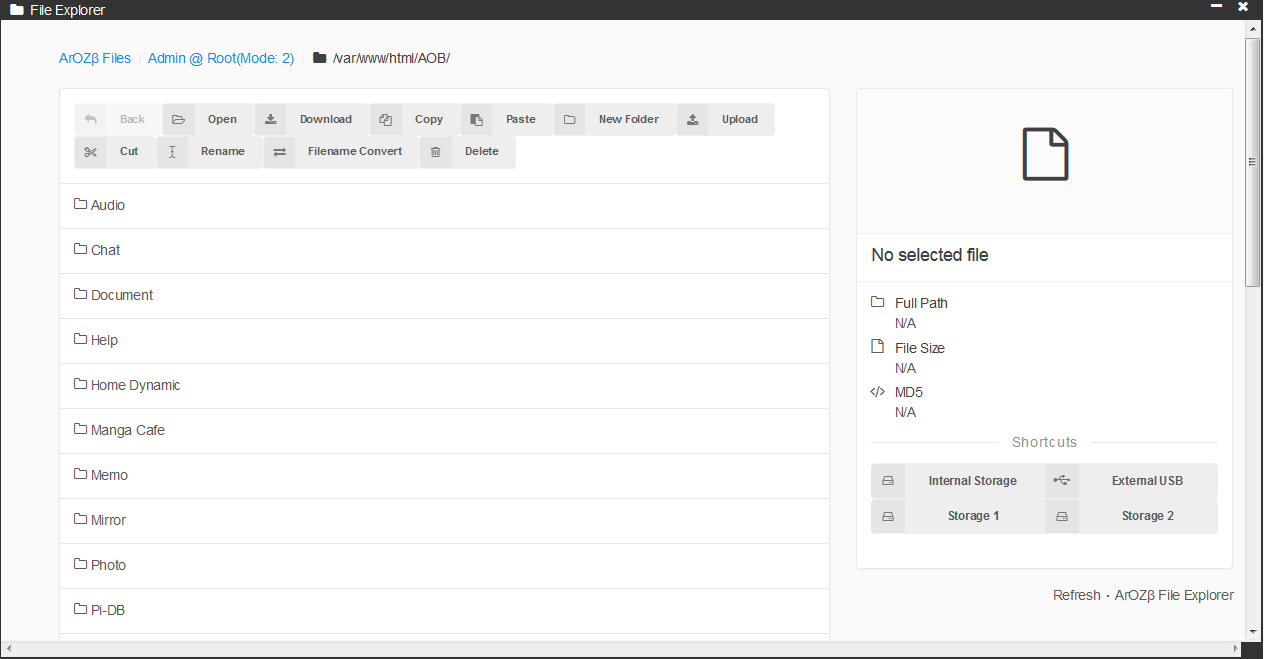 File Explorer
ArOZβ Files / Admin @ Root(Mode: 2) / /var/www/html/AOB/
Back Open Download Copy Paste New Folder Upload
Cut Rename Filename Convert Delete
Audio
Chat
Document
Help
Home Dynamic
Manga Cafe
Memo
Mirror
Photo
Pi-DB
No selected file
Full Path
N/A
File Size
N/A
MD5
N/A
Shortcuts
Internal Storage External USB
Storage 1 Storage 2
Refresh · ArOZβ File Explorer